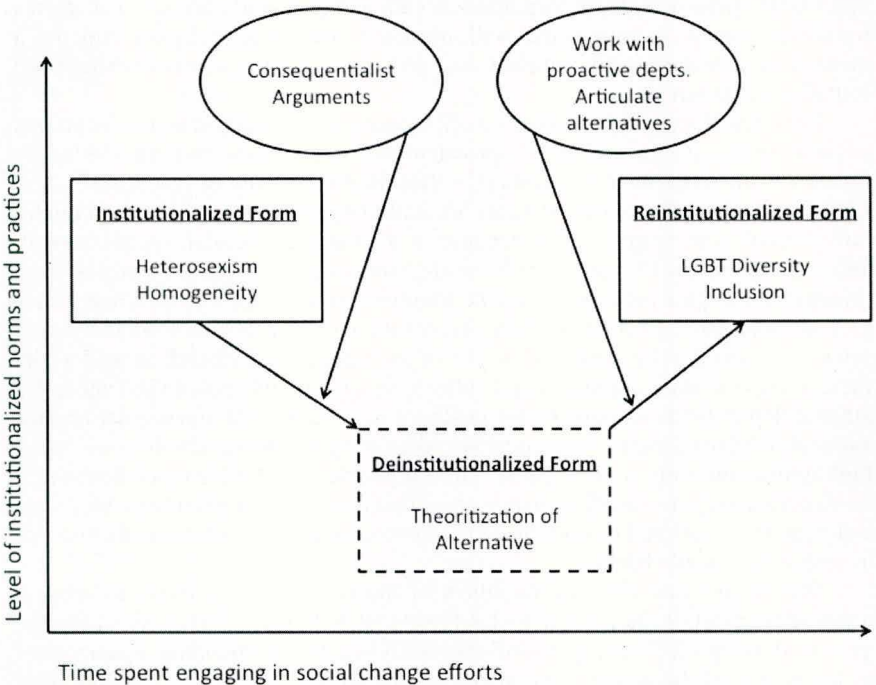 Consequentialist
Arguments
Work with
proactive depts.
Articulate
alternatives
Level of institutionalized norms and practices
Institutionalized Form
Heterosexism
Homogeneity
Reinstitutionalized Form
LGBT Diversity
Inclusion
Deinstitutionalized Form
Theoritization of
Alternative
Time spent engaging in social change efforts